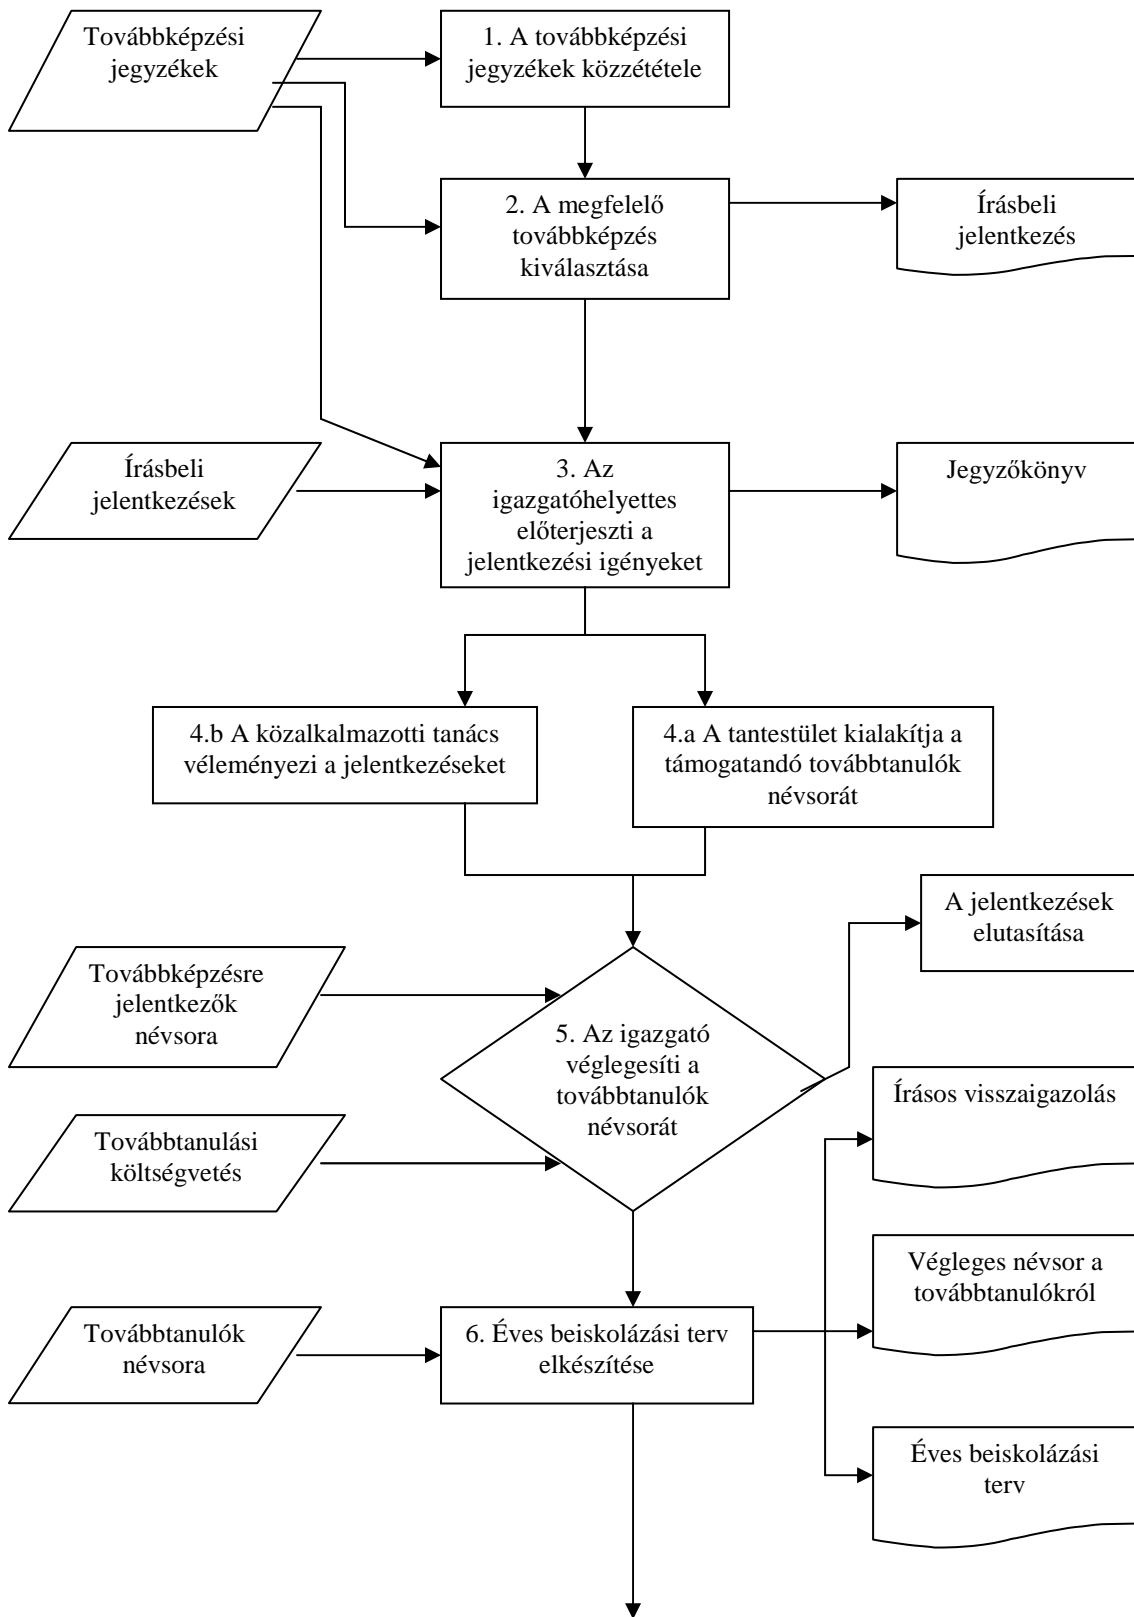 Továbbképzési
jegyzékek
1. A továbbképzési
jegyzékek közzététele
2. A megfelelő
továbbképzés
kiválasztása
Írásbeli
jelentkezés
Írásbeli
jelentkezések
3. Az
igazgatóhelyettes
előterjeszti a
jelentkezési igényeket
Jegyzőkönyv
4.b A közalkalmazotti tanács
véleményezi a jelentkezéseket
4.a A tantestület kialakítja a
támogatandó továbbtanulók
névsorát
A jelentkezések
elutasítása
Továbbképzésre
jelentkezők
névsora
5. Az igazgató
véglegesíti a
továbbtanulók
névsorát
Írásos visszaigazolás
Továbbtanulási
költségvetés
Végleges névsor a
továbbtanulókról
Továbbtanulók
névsora
6. Éves beiskolázási terv
elkészítése
Éves beiskolázási
terv